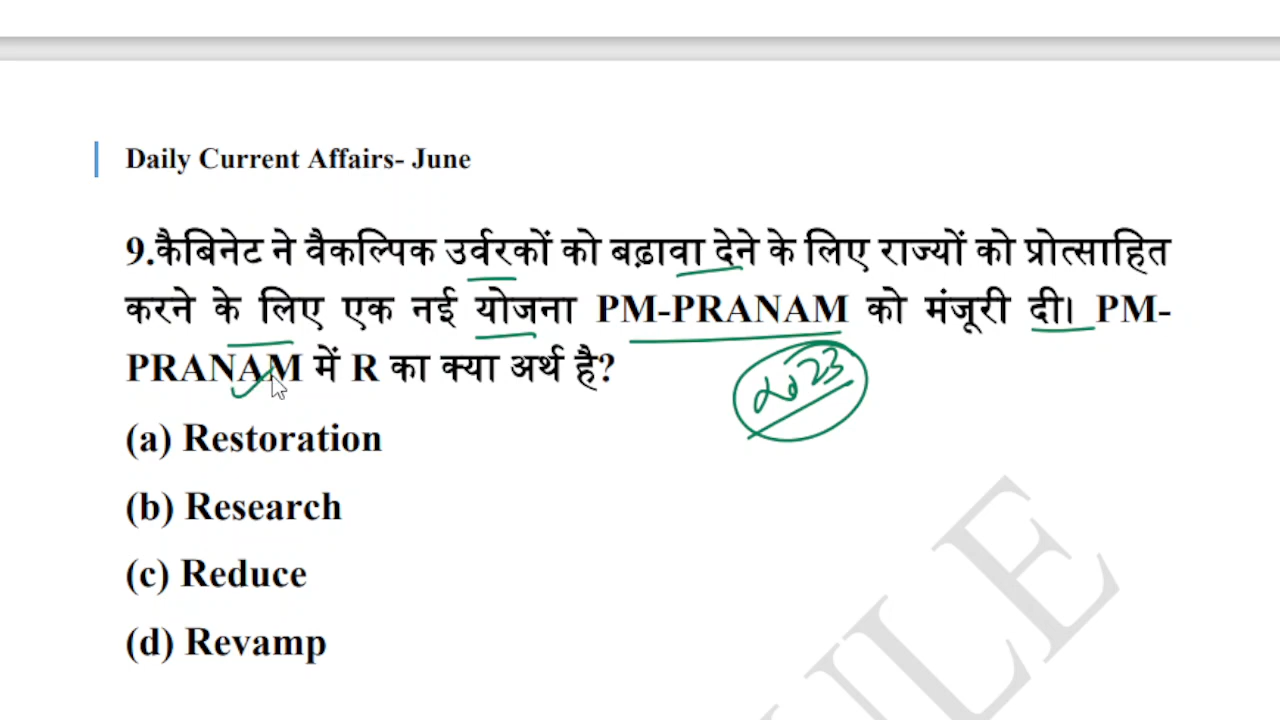 Daily Current Affairs- June
9.कैबिनेट ने वैकल्पिक उर्वरकों को बढ़ावा देने के लिए राज्यों को प्रोत्साहित
करने के लिए एक नई योजना PM-PRANAM को मंजूरी दी। PM-
PRANAM में R का क्या अर्थ है?
2023
(a) Restoration
(b) Research
(c) Reduce
(d) Revamp
ULE